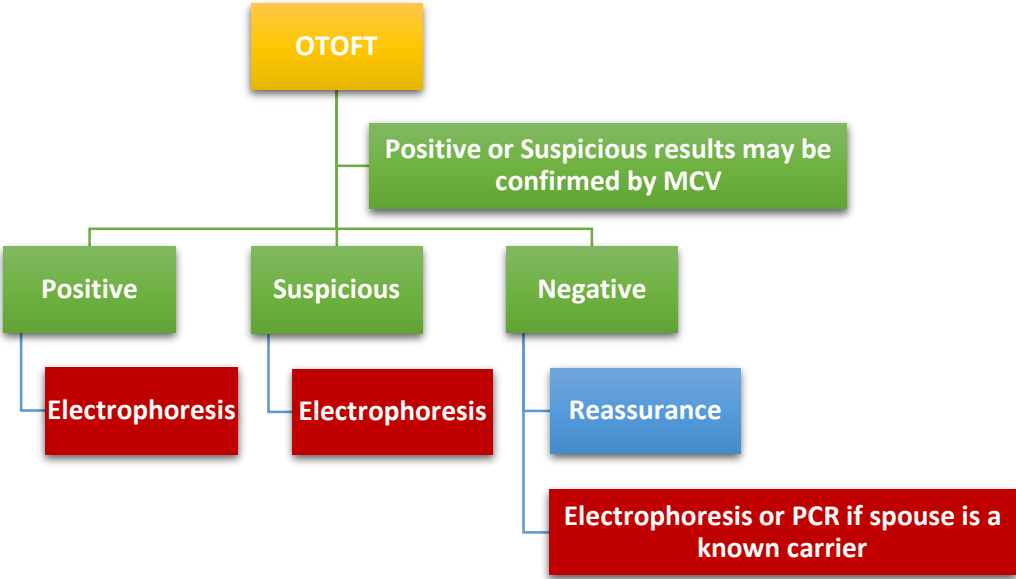 OTOFT
Positive or Suspicious results may be
confirmed by MCV
Positive
Suspicious
Negative
Electrophoresis
Electrophoresis
Reassurance
Electrophoresis or PCR if spouse is a
known carrier